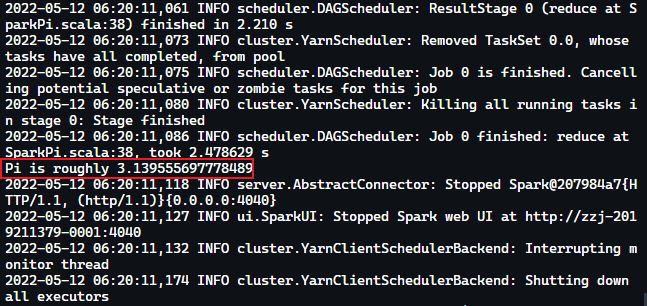 2022-05-12 06:20:11,061 INFO scheduler.DAGScheduler: ResultStage 0 (reduce at S
parkPi.scala:38) finished in 2.210 s
2022-05-12 06:20:11,073 INFO cluster.YarnScheduler: Removed TaskSet 0.0, whose
tasks have all completed, from pool
2022-05-12 06:20:11,075 INFO scheduler.DAGScheduler: Job 0 is finished. Cancell
ing potential speculative or zombie tasks for this job
2022-05-12 06:20:11,080 INFO cluster.YarnScheduler: Killing all running tasks i
n stage 0: Stage finished
2022-05-12 06:20:11,086 INFO scheduler.DAGScheduler: Job 0 finished: reduce at
SparkPi.scala:38, took 2.478629 s
Pi is roughly 3.139555697778489
2022-05-12 06:20:11,118 INFO server.AbstractConnector: Stopped Spark@207984a7{H
TTP/1.1, (http/1.1)}{0.0.0.0:4040}
2022-05-12 06:20:11,127 INFO ui.SparkUI: Stopped Spark web UI at http://zzj-201
9211379-0001:4040
2022-05-12 06:20:11,132 INFO cluster.YarnClientSchedulerBackend: Interrupting m
onitor thread
2022-05-12 06:20:11,174 INFO cluster.YarnClientSchedulerBackend: Shutting down
all executors